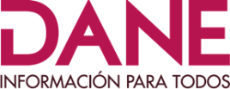 DANE
INFORMACIÓN PARA TODOS